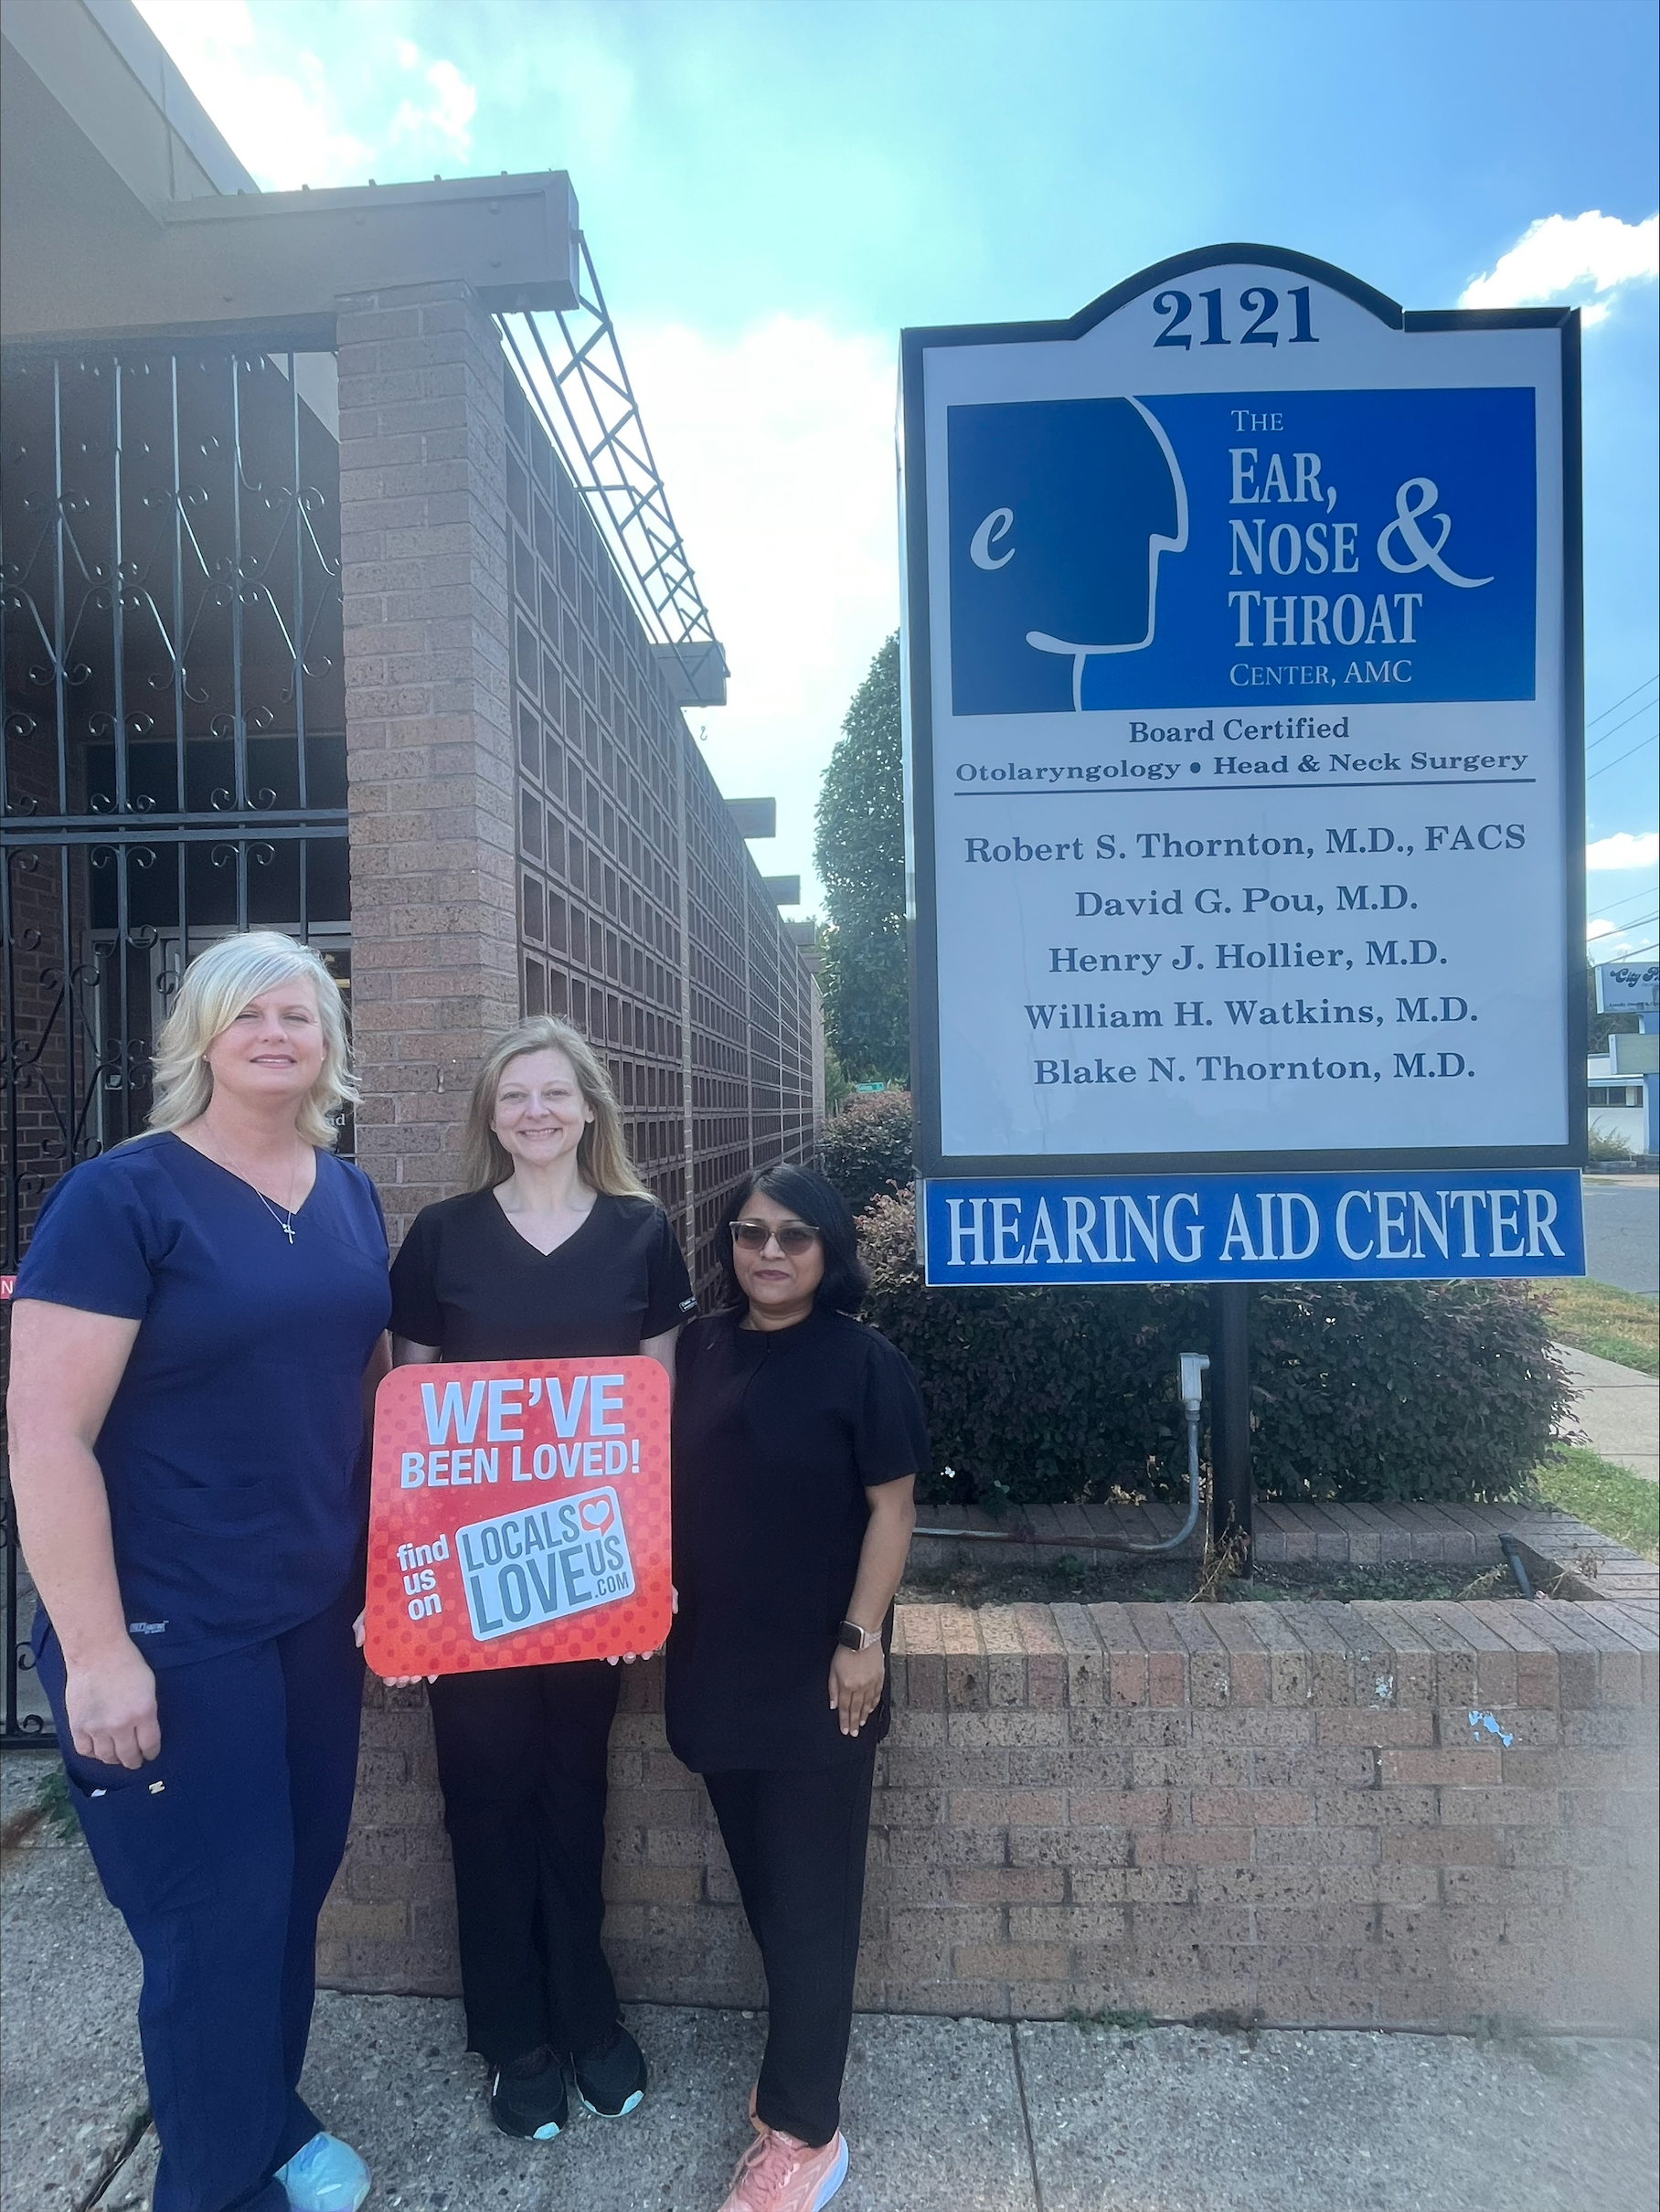 2121
e
THE
EAR,
NOSE &
THROAT
CENTER, AMC
Board Certified
Otolaryngology • Head & Neck Surgery
Robert S. Thornton, M.D., FACS
David G. Pou, M.D.
Henry J. Hollier, M.D.
William H. Watkins, M.D.
Blake N. Thornton, M.D.
HEARING AID CENTER
WE'VE
BEEN LOVED!
find
us
on
LOCALS
LOVE US
.COM
City